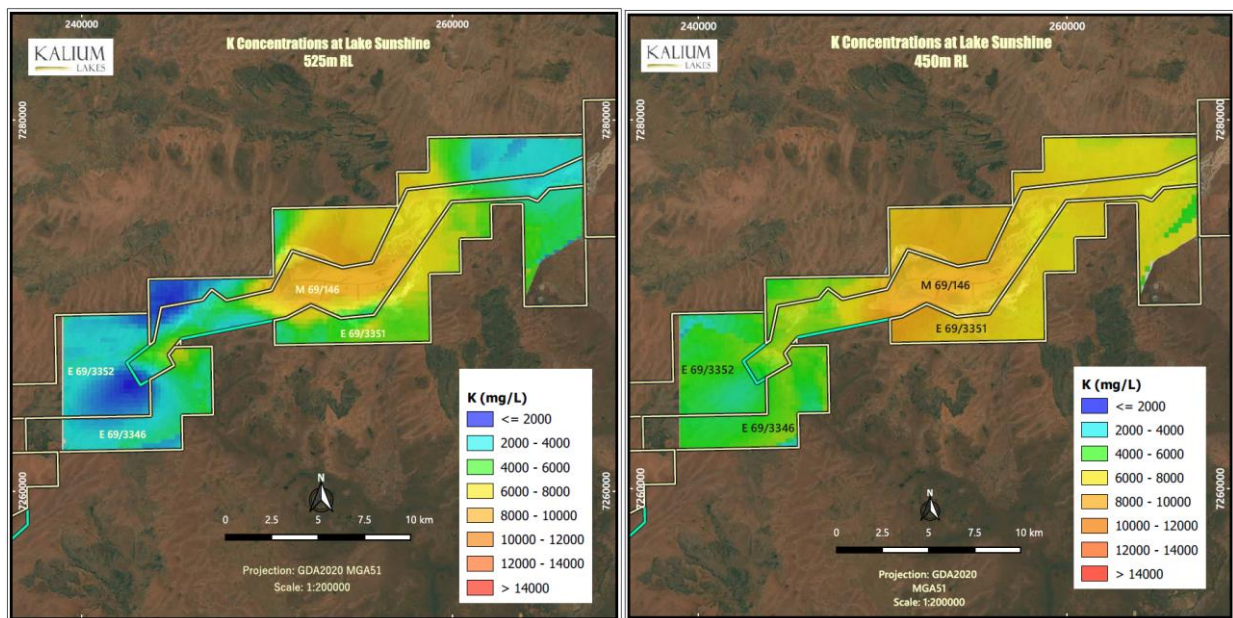 240000
260000
KALIUM
LAKES
K Concentrations at Lake Sunshine
525m RL
7280000
M 69/146
E 69/3351
E 69/3352
E 69/3346
7260000
K (mg/L)
<= 2000
2000 - 4000
4000 - 6000
6000 - 8000
8000 - 10000
10000 - 12000
12000 - 14000
> 14000
N
0 2.5 5 7.5 10 km
Projection: GDA2020 MGA51
Scale: 1:200000
240000
260000
KALIUM
LAKES
K Concentrations at Lake Sunshine
450m RL
7280000
M 69/146
E 69/3351
E 69/3352
E 69/3346
7260000
K (mg/L)
<= 2000
2000 - 4000
4000 - 6000
6000 - 8000
8000 - 10000
10000 - 12000
12000 - 14000
> 14000
N
0 2.5 5 7.5 10 km
Projection: GDA2020
MGA51
Scale: 1:200000